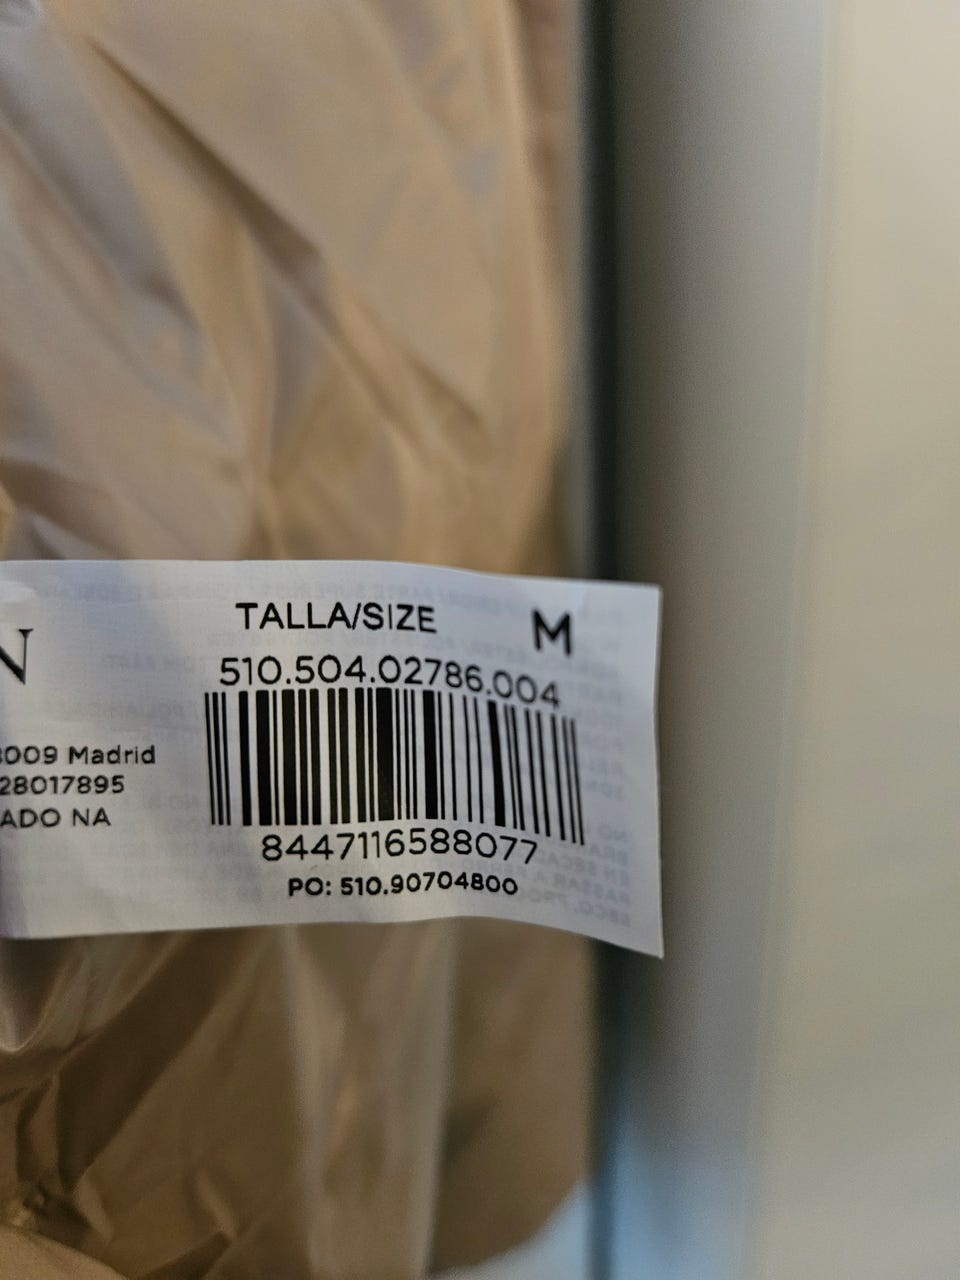 TALLA/SIZE M
510.504.02786.004
N
009 Madrid
28017895
ADO NA
8447116588077
PO: 510.90704800